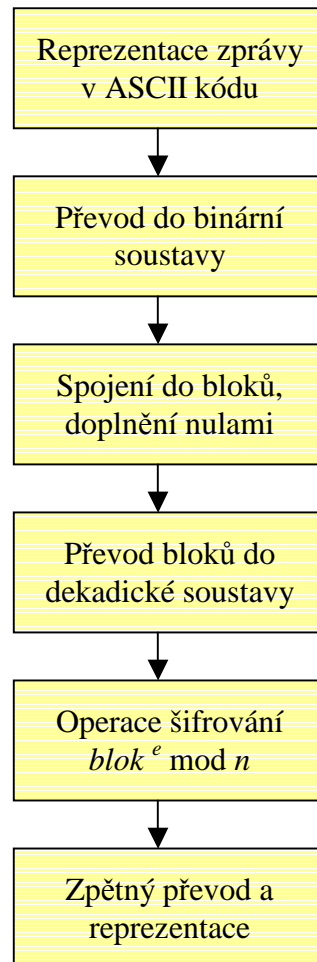 Reprezentace zprávy
v ASCII kódu
Převod do binární
soustavy
Spojení do bloků,
doplnění nulami
Převod bloků do
dekadické soustavy
Operace šifrování
blok ᵉ mod n
Zpětný převod a
reprezentace